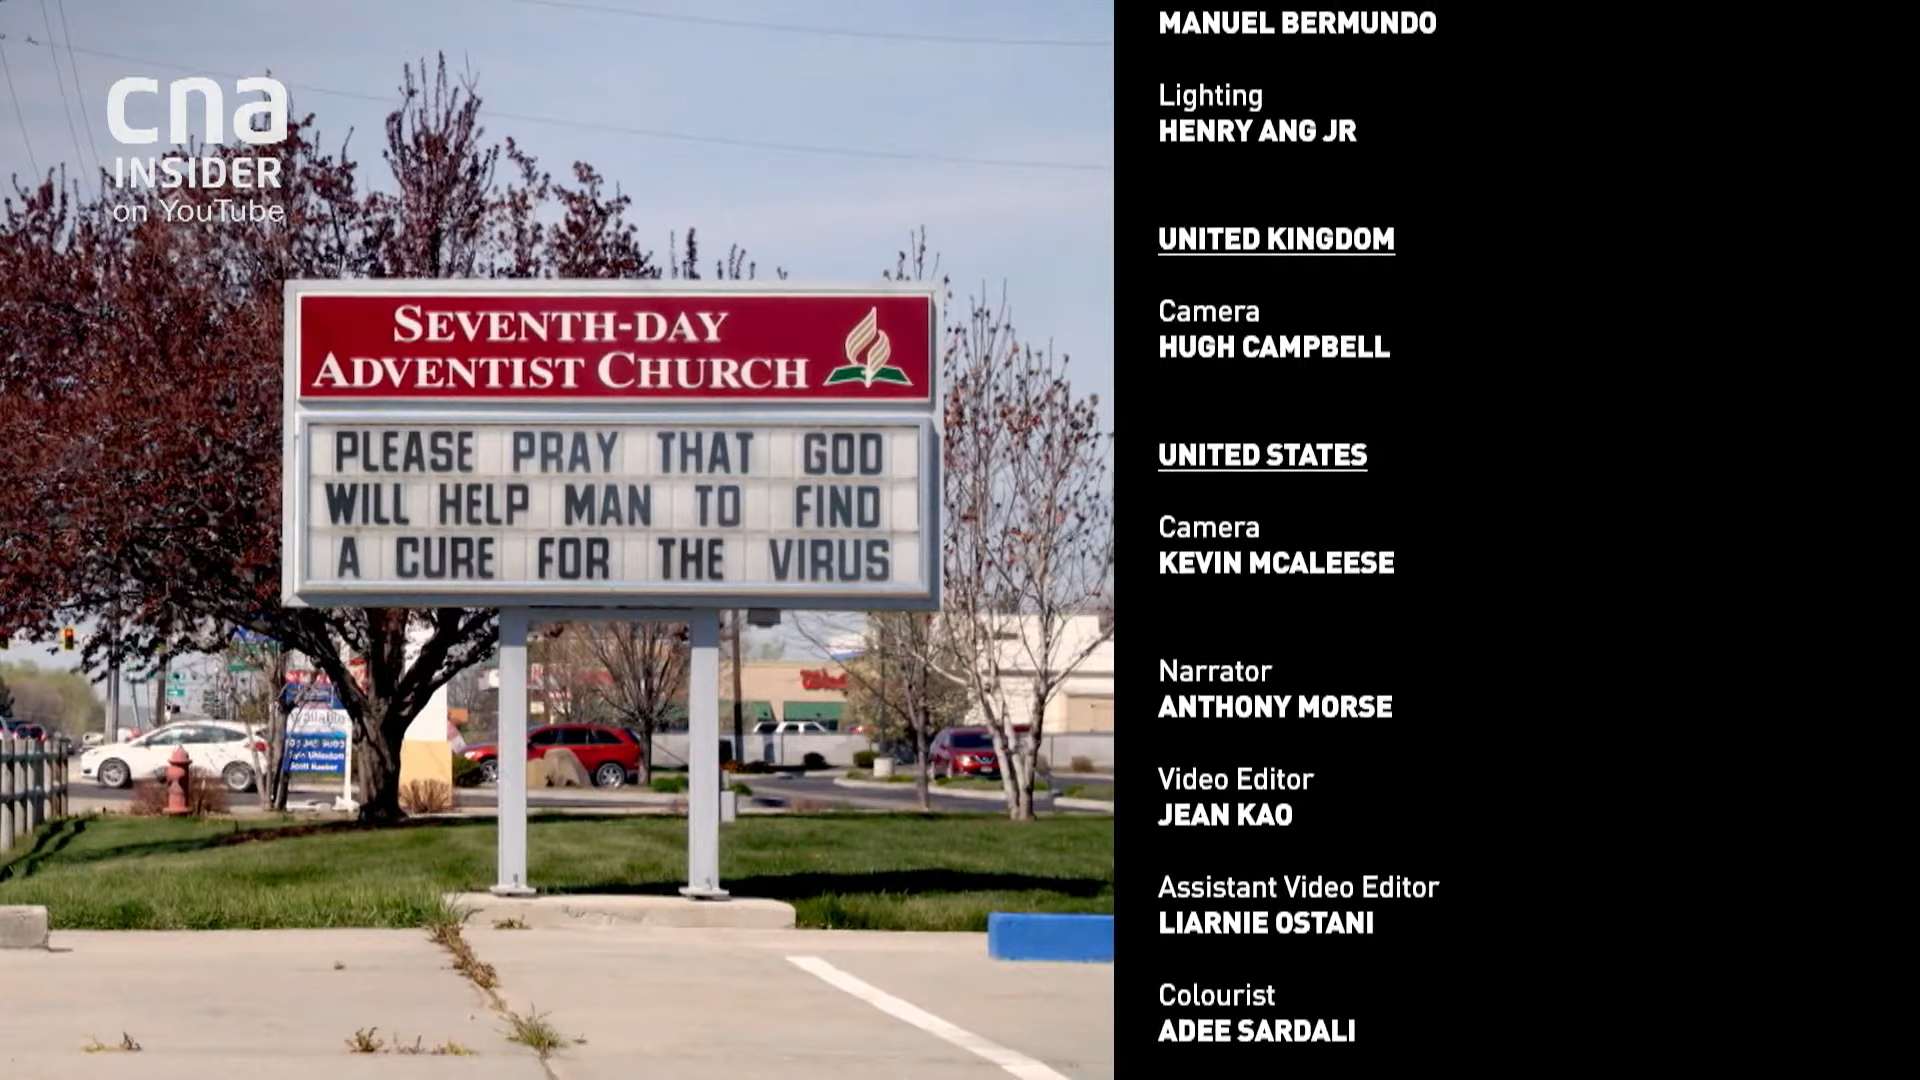 cna
INSIDER
on YouTube
SEVENTH-DAY
ADVENTIST CHURCH
PLEASE PRAY THAT GOD
WILL HELP MAN TO FIND
A CURE FOR THE VIRUS
MANUEL BERMUNDO
Lighting
HENRY ANG JR
UNITED KINGDOM
Camera
HUGH CAMPBELL
UNITED STATES
Camera
KEVIN MCALEESE
Narrator
ANTHONY MORSE
Video Editor
JEAN KAO
Assistant Video Editor
LIARNIE OSTANI
Colourist
ADEE SARDALI